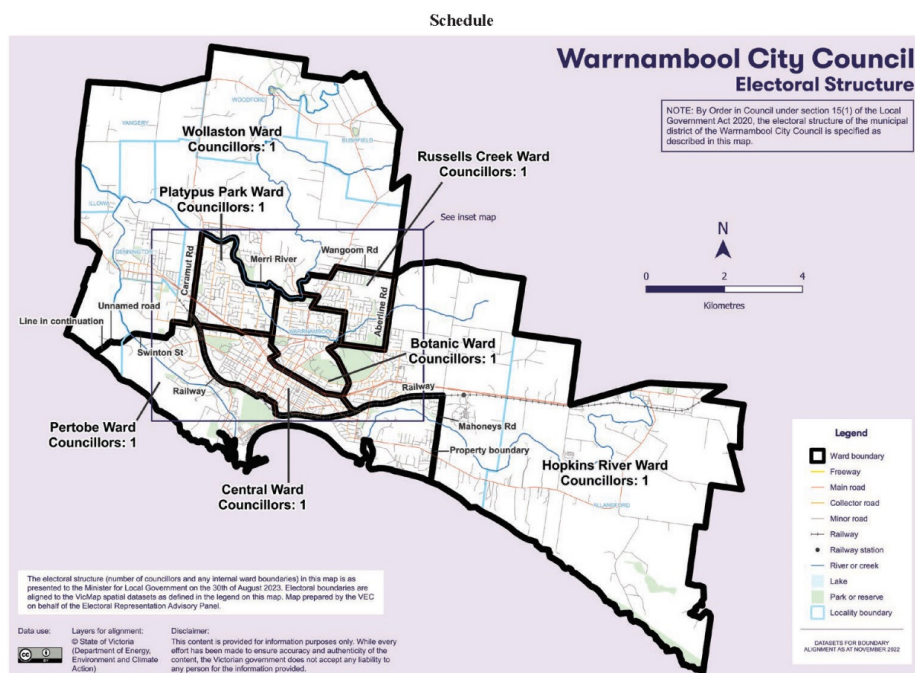 Schedule
Warrnambool City Council
Electoral Structure
NOTE: By Order in Council under section 15(1) of the Local
Government Act 2020, the electoral structure of the municipal
district of the Warrnambool City Council is specified as
described in this map.
WOODFORD
YANGERY
BUSHFIELD
Wollaston Ward
Councillors: 1
Russells Creek Ward
Councillors: 1
Platypus Park Ward
Councillors: 1
ILLOWA
See inset map
N
Caramut Rd
Merri River
Wangoom Rd
DENNINGTON
0 2 4
Kilometres
Aberline Rd
Unnamed road
Line in continuation
WARRNAMBOOL
Swinton St
Botanic Ward
Councillors: 1
Railway
Railway
Pertobe Ward
Councillors: 1
Mahoneys Rd
Property boundary
Hopkins River Ward
Councillors: 1
Central Ward
Councillors: 1
ALLANSFORD
Legend
Ward boundary
Freeway
Main road
Collector road
Minor road
Railway
Railway station
River or creek
Lake
Park or reserve
Locality boundary
DATASETS FOR BOUNDARY
ALIGNMENT AS AT NOVEMBER 2022
The electoral structure (number of councillors and any internal ward boundaries) in this map is as
presented to the Minister for Local Government on the 30th of August 2023. Electoral boundaries are
aligned to the VicMap spatial datasets as defined in the legend on this map. Map prepared by the VEC
on behalf of the Electoral Representation Advisory Panel.
Data use:
cc BY
Layers for alignment:
© State of Victoria
(Department of Energy,
Environment and Climate
Action)
Disclaimer:
This content is provided for information purposes only. While every
effort has been made to ensure accuracy and authenticity of the
content, the Victorian government does not accept any liability to
any person for the information provided.